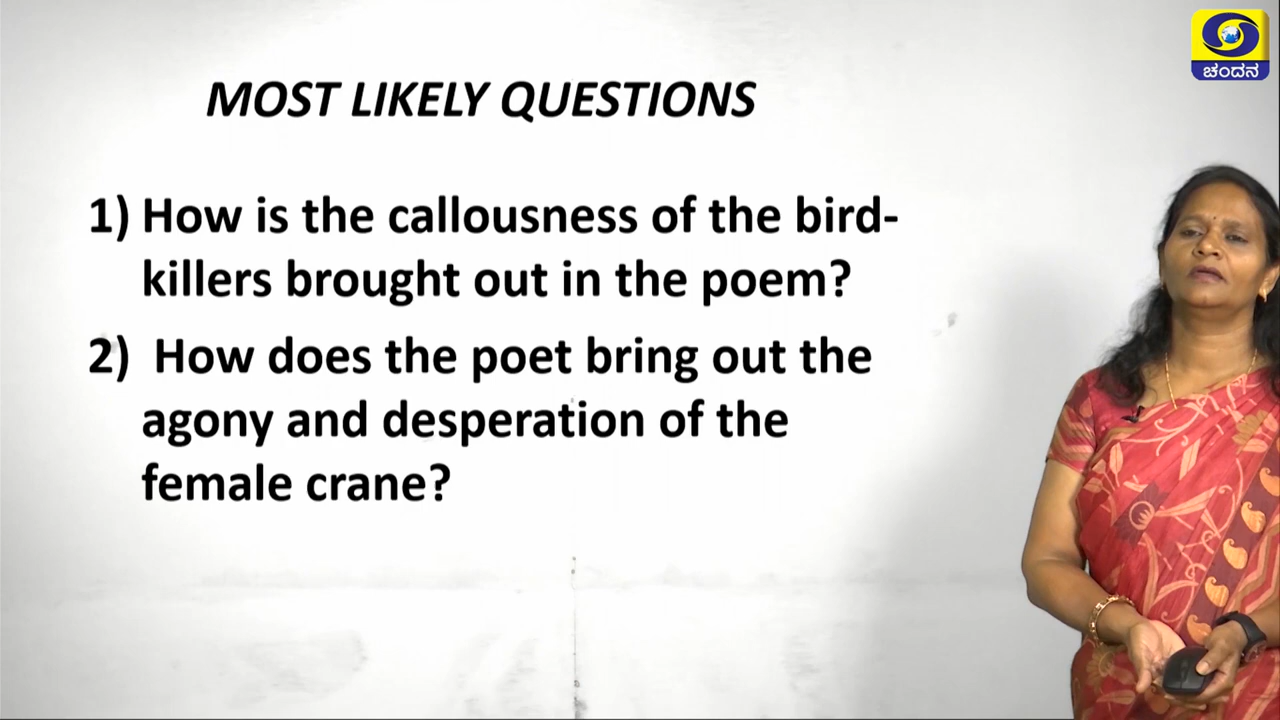 ಚಂದನ
MOST LIKELY QUESTIONS
1) How is the callousness of the bird-
killers brought out in the poem?
2) How does the poet bring out the
agony and desperation of the
female crane?